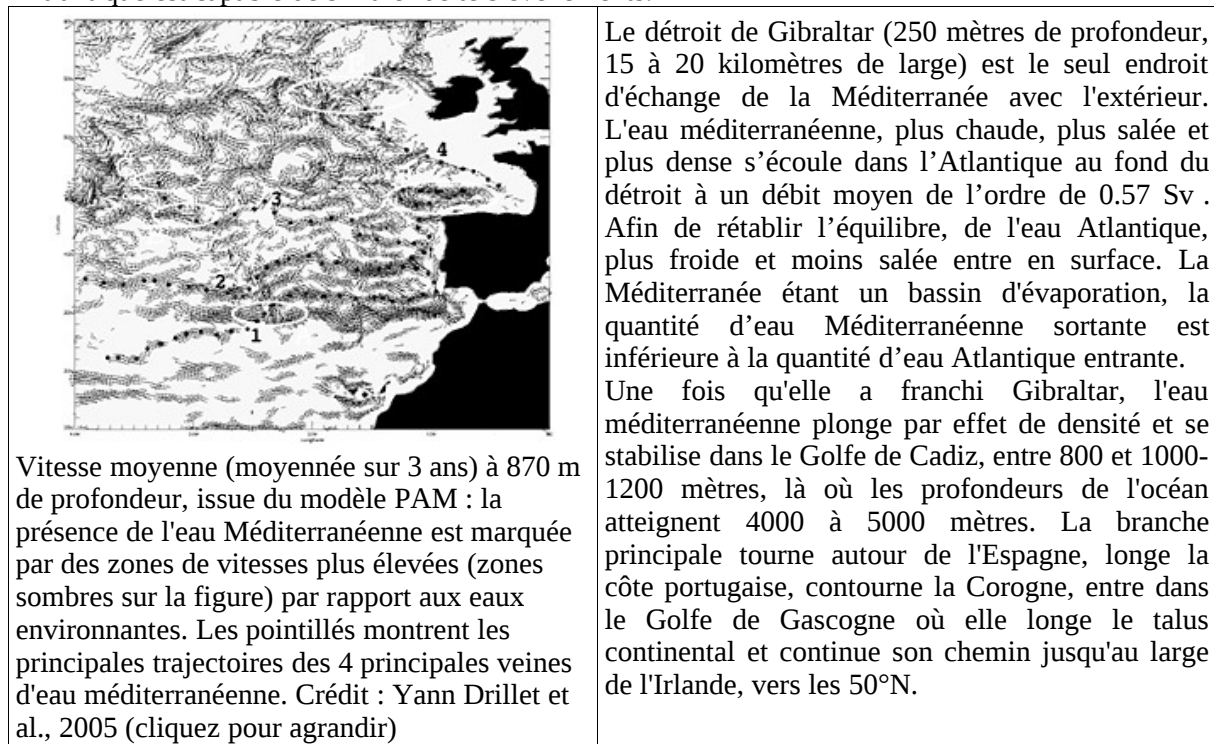 Le détroit de Gibraltar (250 mètres de profondeur,
15 à 20 kilomètres de large) est le seul endroit
d'échange de la Méditerranée avec l'extérieur.
L'eau méditerranéenne, plus chaude, plus salée et
plus dense s’écoule dans l’Atlantique au fond du
détroit à un débit moyen de l’ordre de 0.57 Sv .
Afin de rétablir l’équilibre, de l'eau Atlantique,
plus froide et moins salée entre en surface. La
Méditerranée étant un bassin d'évaporation, la
quantité d’eau Méditerranéenne sortante est
inférieure à la quantité d’eau Atlantique entrante.
Une fois qu'elle a franchi Gibraltar, l'eau
méditerranéenne plonge par effet de densité et se
stabilise dans le Golfe de Cadiz, entre 800 et 1000-
1200 mètres, là où les profondeurs de l'océan
atteignent 4000 à 5000 mètres. La branche
principale tourne autour de l'Espagne, longe la
côte portugaise, contourne la Corogne, entre dans
le Golfe de Gascogne où elle longe le talus
continental et continue son chemin jusqu'au large
de l'Irlande, vers les 50°N.
4
3
2
1
Vitesse moyenne (moyennée sur 3 ans) à 870 m
de profondeur, issue du modèle PAM : la
présence de l'eau Méditerranéenne est marquée
par des zones de vitesses plus élevées (zones
sombres sur la figure) par rapport aux eaux
environnantes. Les pointillés montrent les
principales trajectoires des 4 principales veines
d'eau méditerranéenne. Crédit : Yann Drillet et
al., 2005 (cliquez pour agrandir)